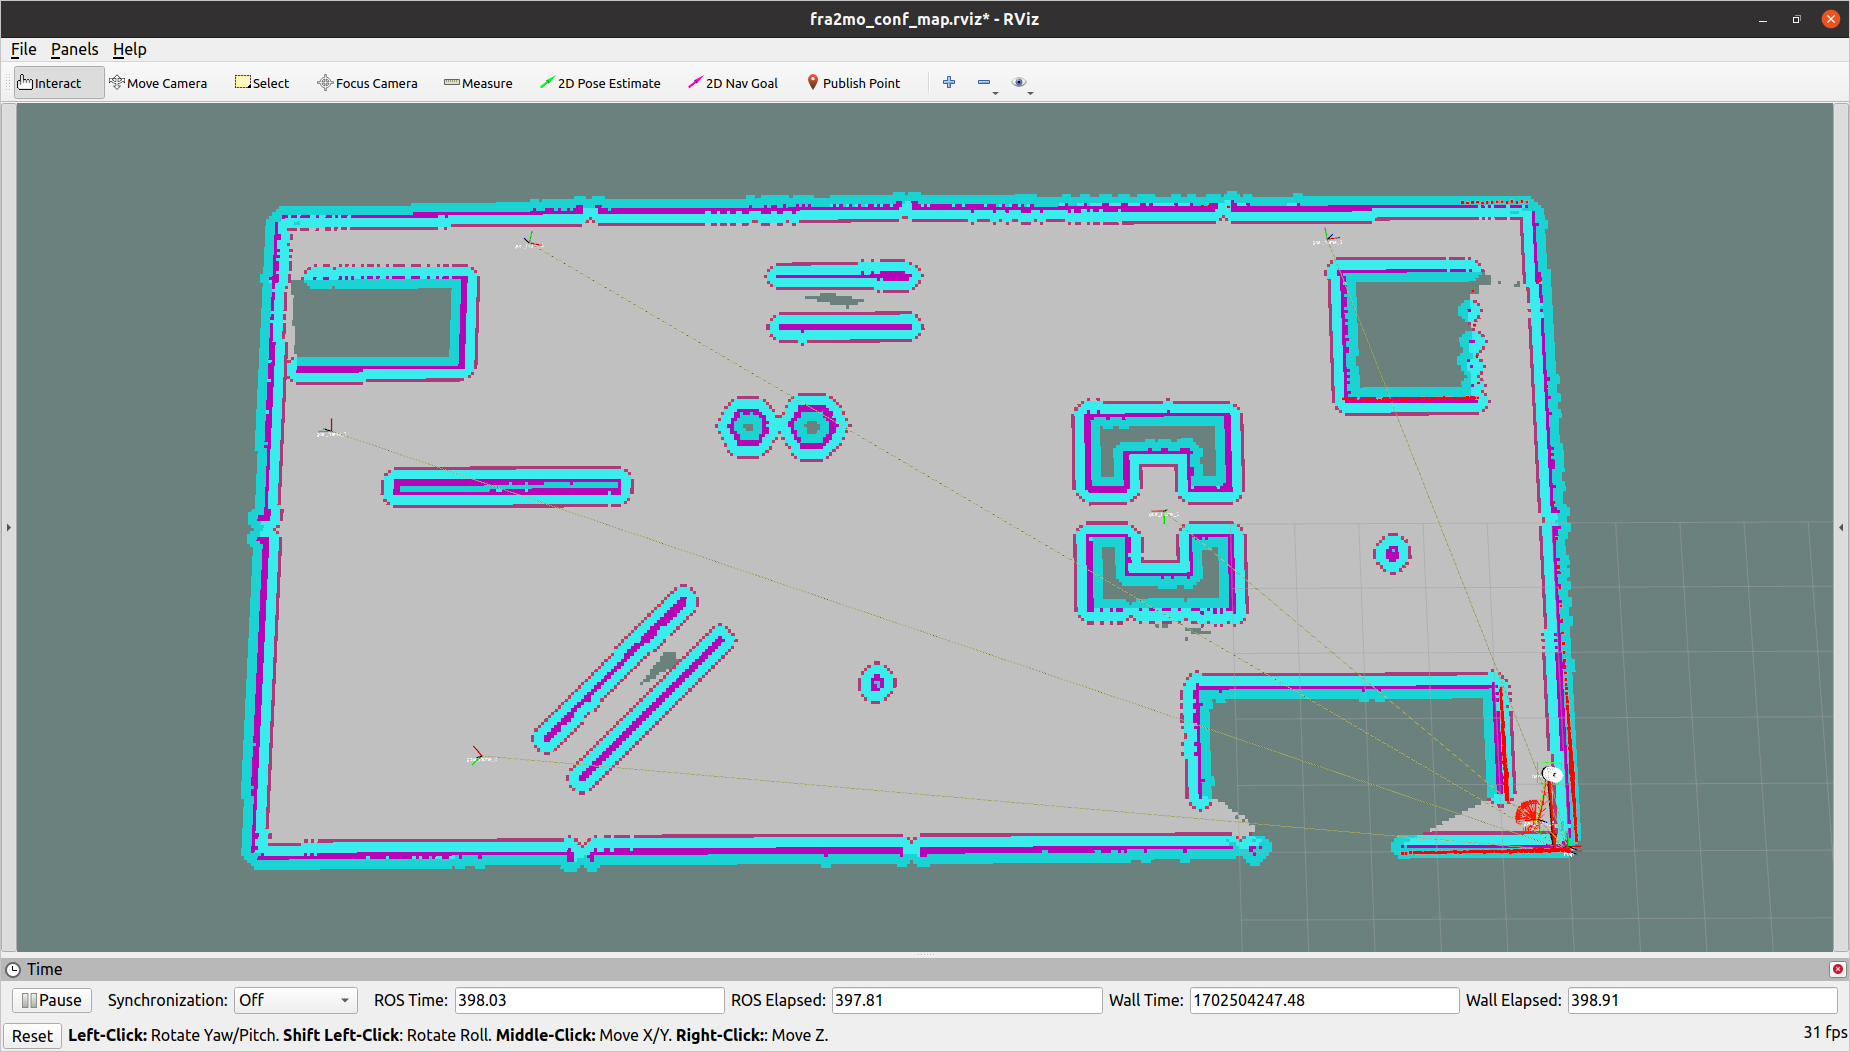 fra2mo_conf_map.rviz* - RViz
File Panels Help
Interact Move Camera Select Focus Camera Measure 2D Pose Estimate 2D Nav Goal Publish Point
Time
Pause Synchronization: Off ROS Time: 398.03 ROS Elapsed: 397.81 Wall Time: 1702504247.48 Wall Elapsed: 398.91
Reset Left-Click: Rotate Yaw/Pitch. Shift Left-Click: Rotate Roll. Middle-Click: Move X/Y. Right-Click:: Move Z. 31 fps